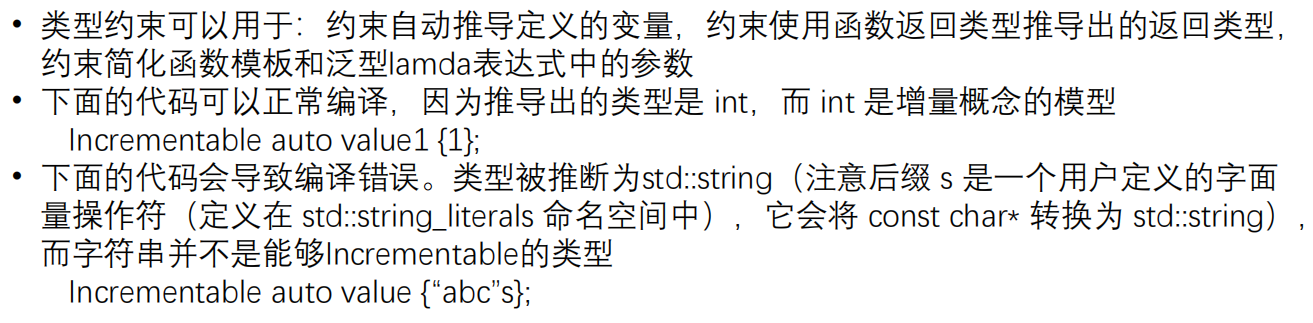 • 类型约束可以用于：约束自动推导定义的变量，约束使用函数返回类型推导出的返回类型，
约束简化函数模板和泛型lamda表达式中的参数
• 下面的代码可以正常编译，因为推导出的类型是 int，而 int 是增量概念的模型
Incrementable auto value1 {1};
• 下面的代码会导致编译错误。类型被推断为std::string（注意后缀 s 是一个用户定义的字面
量操作符（定义在 std::string_literals 命名空间中），它会将 const char* 转换为 std::string），
而字符串并不是能够Incrementable的类型
Incrementable auto value {“abc”s};